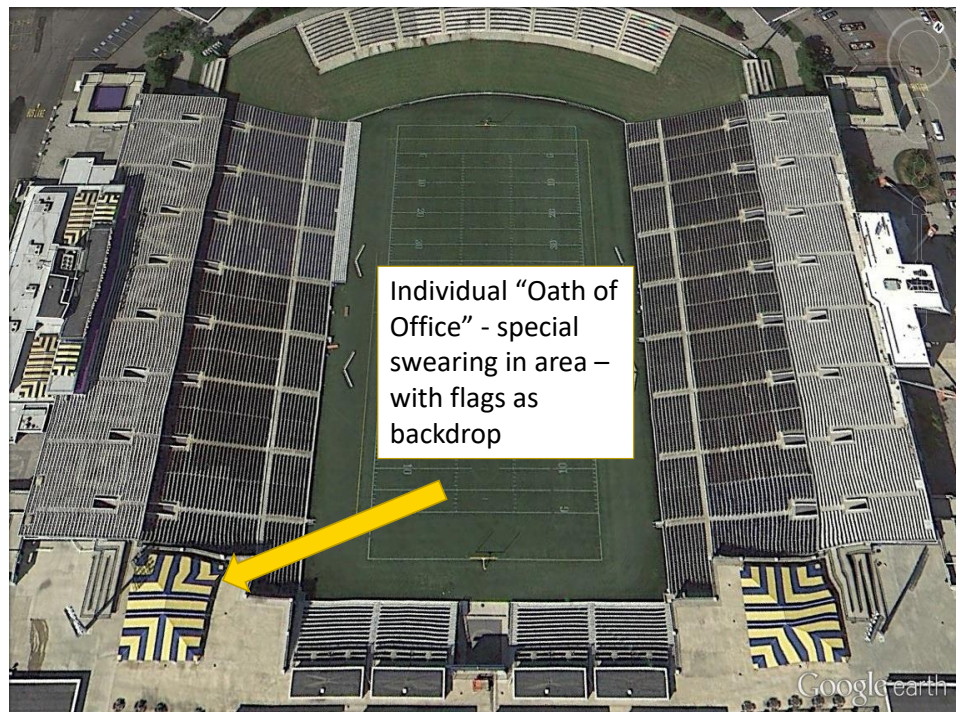 Individual “Oath of
Office” - special
swearing in area –
with flags as
backdrop
Google earth